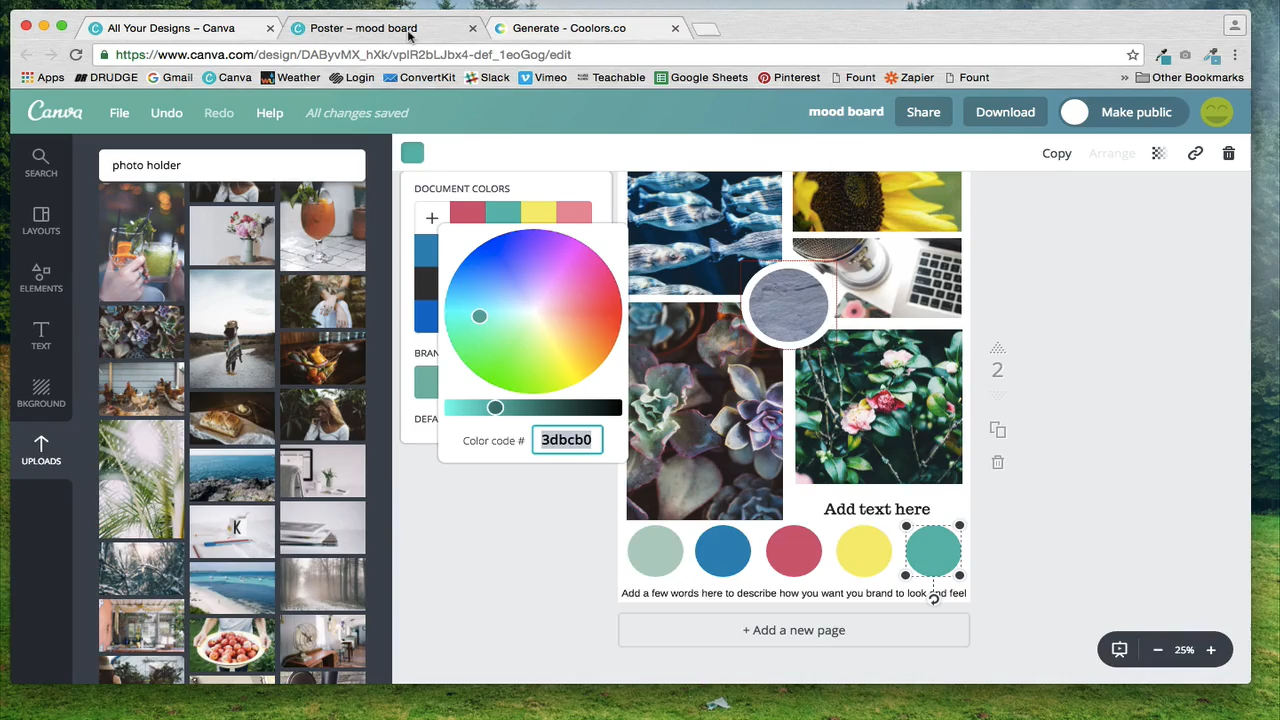 All Your Designs – Canva
Poster – mood board
Generate - Coolors.co
https://www.canva.com/design/DAByvMX_hXk/vplR2bLJbx4-def_1eoGog/edit
Apps DRUDGE Gmail Canva Weather Login ConvertKit Slack Vimeo Teachable Google Sheets Pinterest Fount Zapier Fount » Other Bookmarks
Canva File Undo Redo Help All changes saved mood board Share Download Make public
Copy Arrange
SEARCH
LAYOUTS
ELEMENTS
TEXT
BKGROUND
UPLOADS
photo holder
K
DOCUMENT COLORS
+
BRAN
DEFA
Color code # 3dbcb0
Add text here
Add a few words here to describe how you want you brand to look and feel
+ Add a new page
2
− 25% +